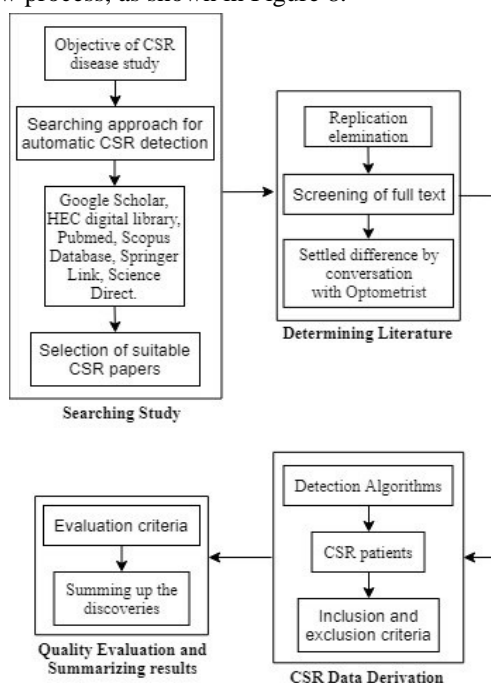 w process, as shown in Figure 6.
Objective of CSR
disease study
Searching approach for
automatic CSR detection
Google Scholar,
HEC digital library,
Pubmed, Scopus
Database, Springer
Link, Science
Direct.
Selection of suitable
CSR papers
Searching Study
Replication
elemination
Screening of full text
Settled difference by
conversation
with Optometrist
Determining Literature
Detection Algorithms
CSR patients
Inclusion and
exclusion criteria
CSR Data Derivation
Evaluation criteria
Summing up the
discoveries
Quality Evaluation and
Summarizing results